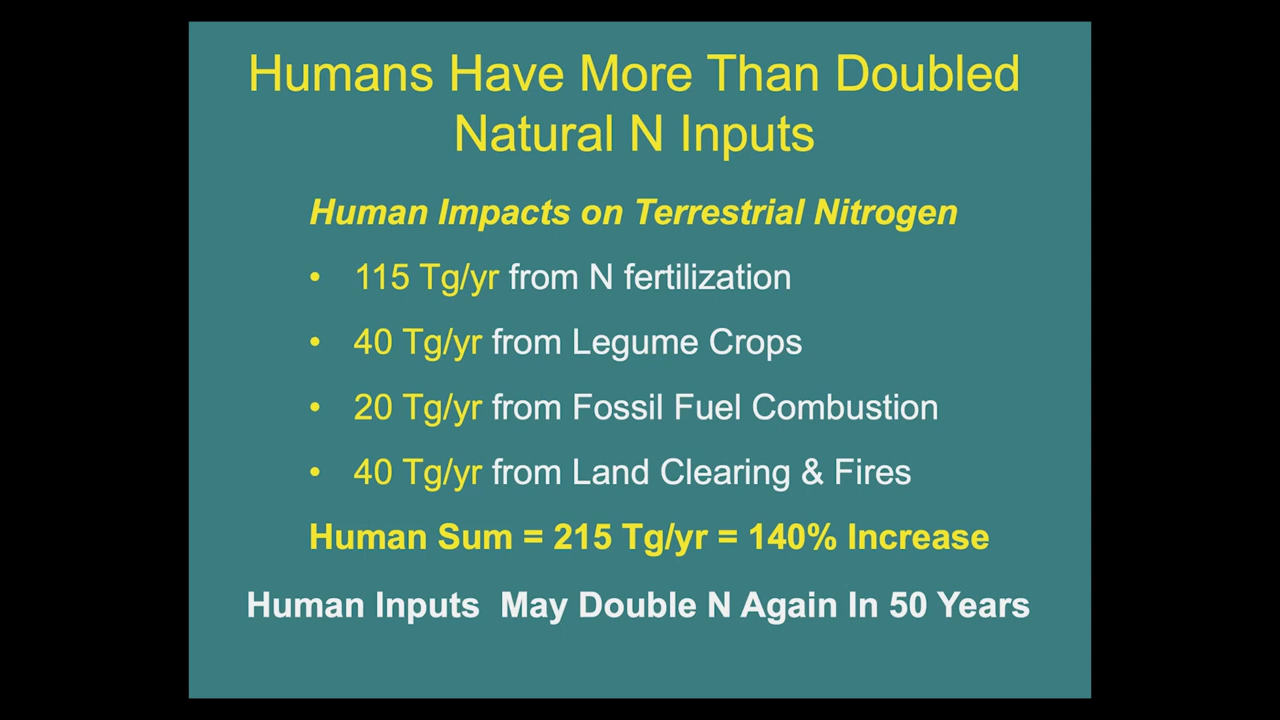 Humans Have More Than Doubled
Natural N Inputs
Human Impacts on Terrestrial Nitrogen
• 115 Tg/yr from N fertilization
• 40 Tg/yr from Legume Crops
• 20 Tg/yr from Fossil Fuel Combustion
• 40 Tg/yr from Land Clearing & Fires
Human Sum = 215 Tg/yr = 140% Increase
Human Inputs  May Double N Again In 50 Years